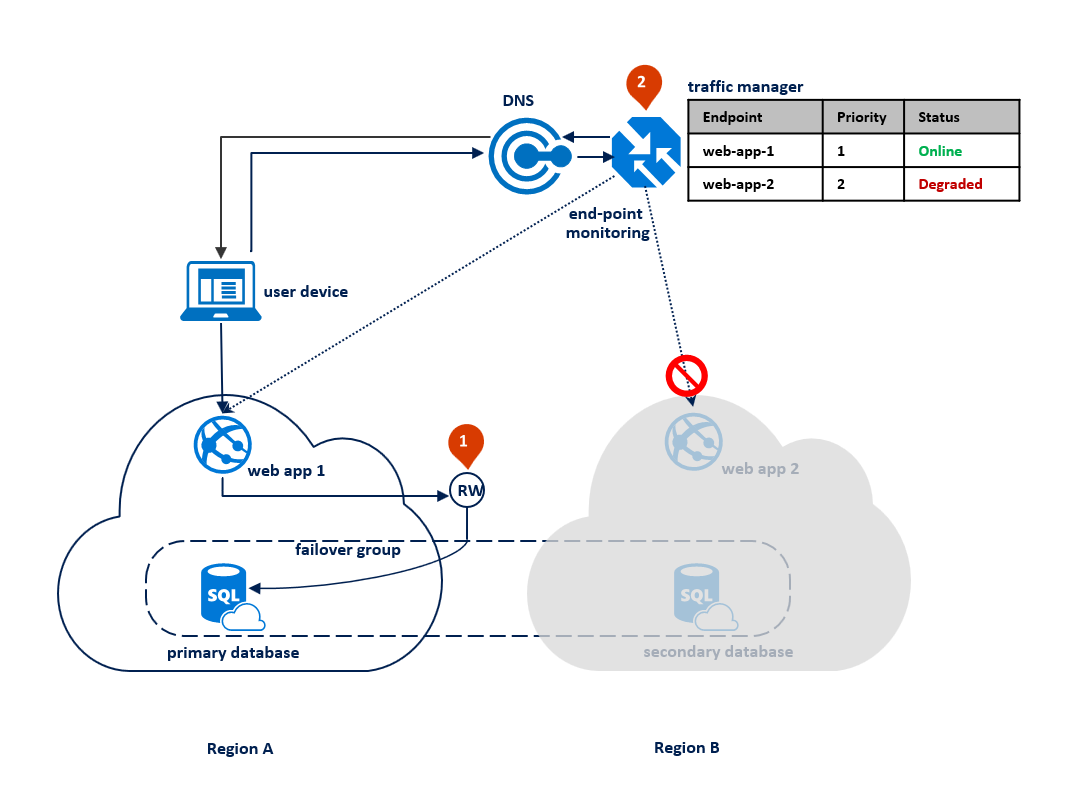 2
traffic manager
DNS
Endpoint Priority Status
web-app-1 1 Online
web-app-2 2 Degraded
end-point
monitoring
user device
1
web app 1
web app 2
RW
failover group
SQL
SQL
primary database
secondary database
Region A
Region B